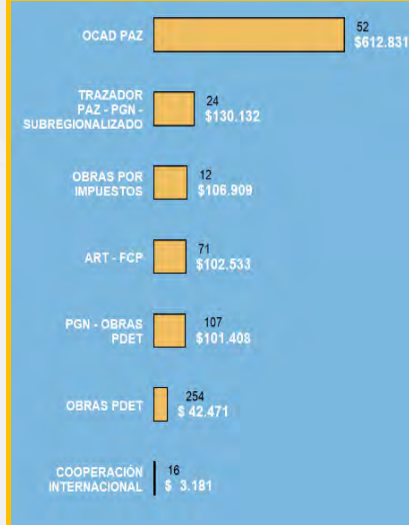 OCAD PAZ
52
$612.831
TRAZADOR
PAZ - PGN -
SUBREGIONALIZADO
24
$130.132
OBRAS POR
IMPUESTOS
12
$106.909
ART - FCP
71
$102.533
PGN - OBRAS
PDET
107
$101.408
OBRAS PDET
254
$ 42.471
COOPERACIÓN
INTERNACIONAL
16
$ 3.181